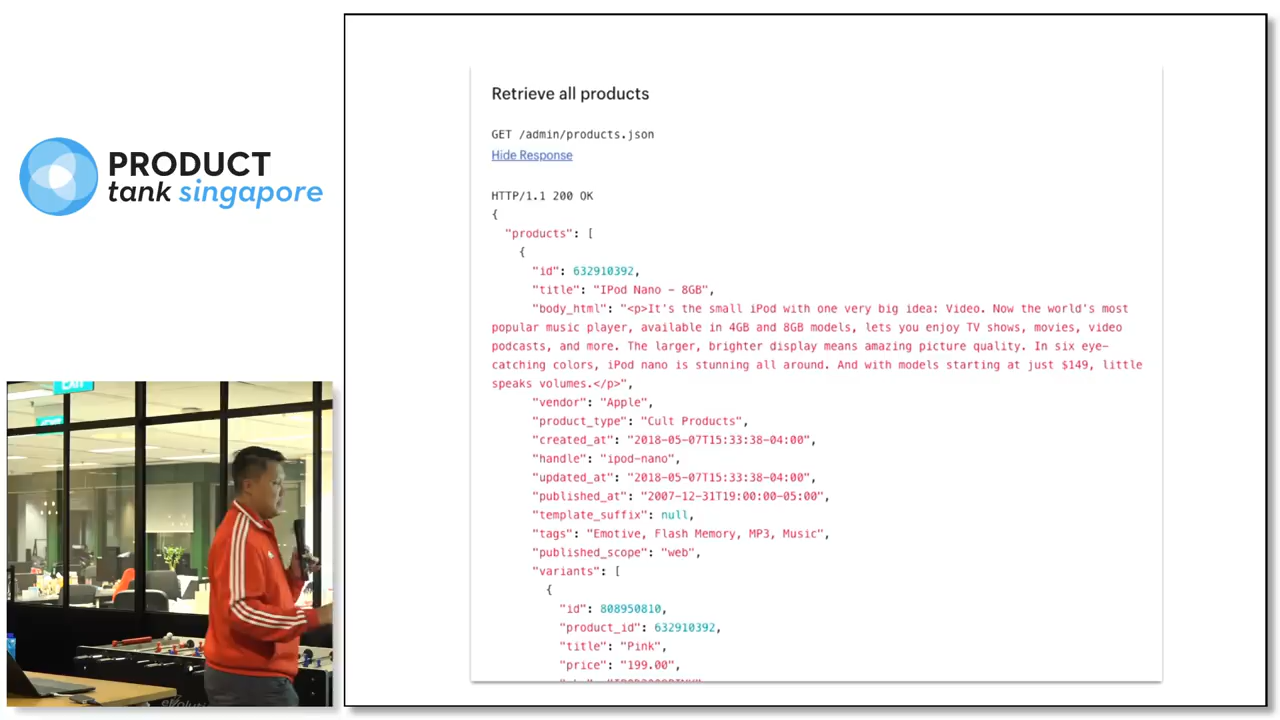 PRODUCT
tank singapore
EXIT
Retrieve all products
GET /admin/products.json
Hide Response
HTTP/1.1 200 OK
{
"products": [
{
"id": 632910392,
"title": "IPod Nano - 8GB",
"body_html": "<p>It's the small iPod with one very big idea: Video. Now the world's most
popular music player, available in 4GB and 8GB models, lets you enjoy TV shows, movies, video
podcasts, and more. The larger, brighter display means amazing picture quality. In six eye-
catching colors, iPod nano is stunning all around. And with models starting at just $149, little
speaks volumes.</p>",
"vendor": "Apple",
"product_type": "Cult Products",
"created_at": "2018-05-07T15:33:38-04:00",
"handle": "ipod-nano",
"updated_at": "2018-05-07T15:33:38-04:00",
"published_at": "2007-12-31T19:00:00-05:00",
"template_suffix": null,
"tags": "Emotive, Flash Memory, MP3, Music",
"published_scope": "web",
"variants": [
{
"id": 808950810,
"product_id": 632910392,
"title": "Pink",
"price": "199.00",